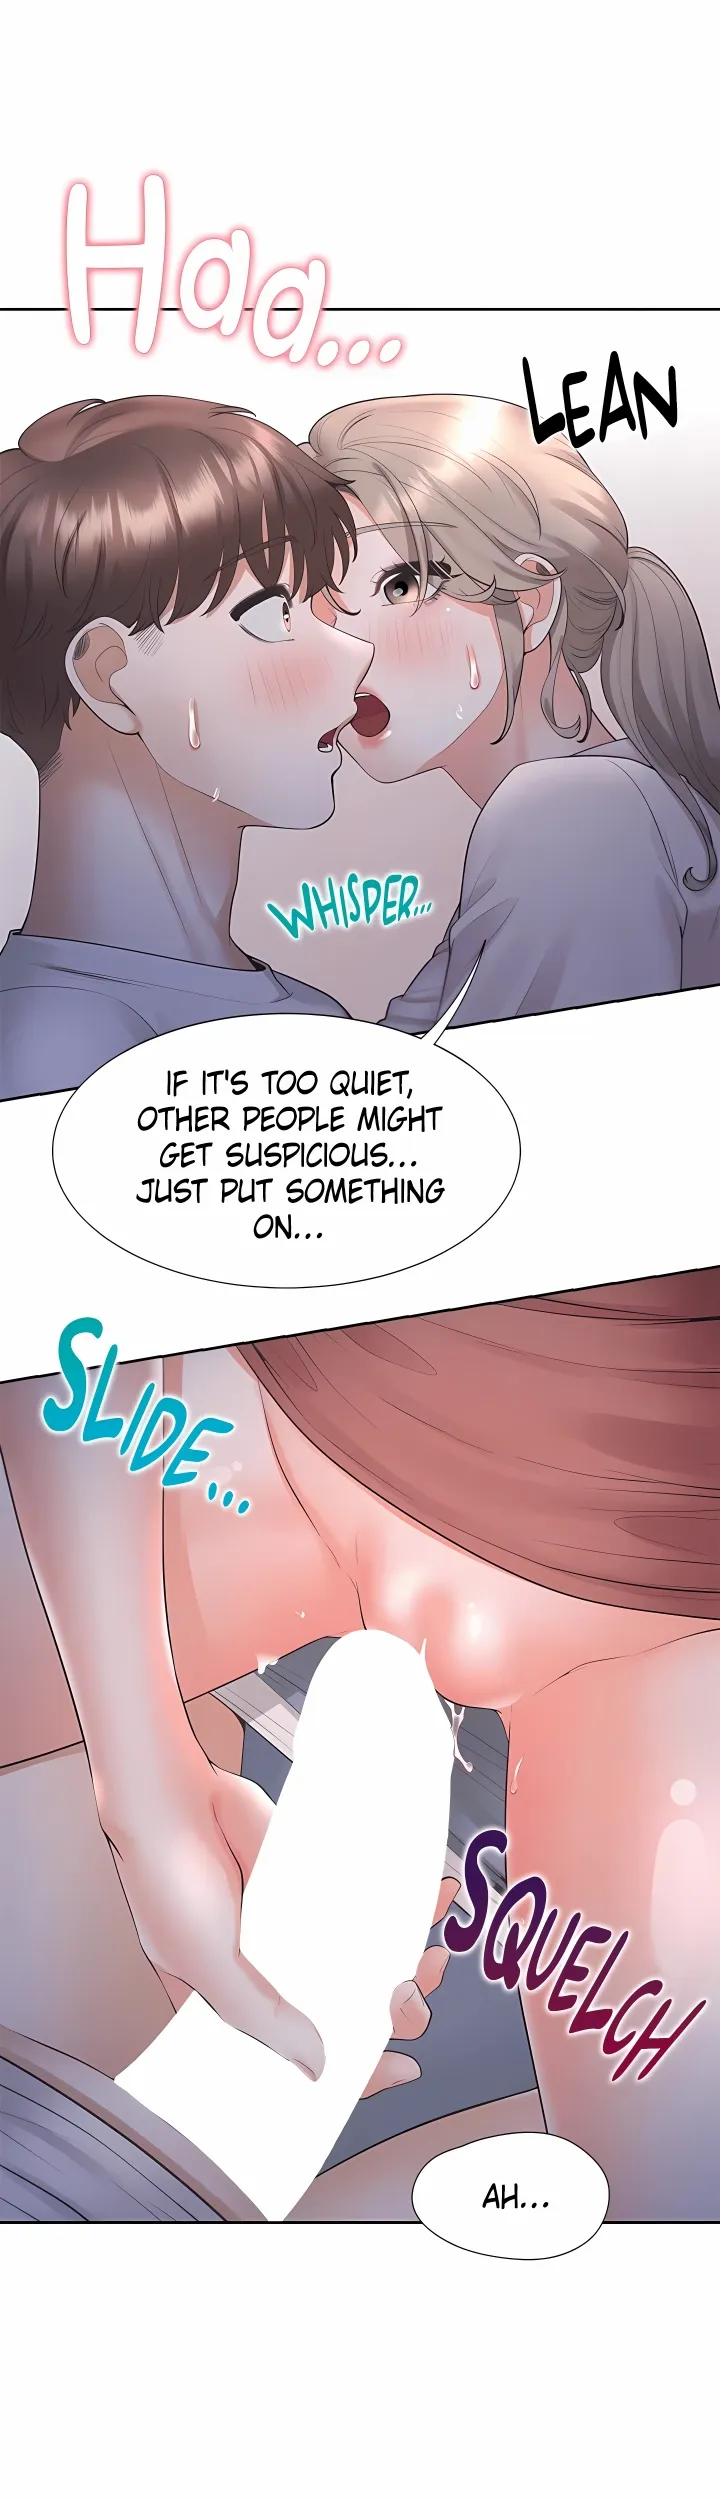 Haa...
LEAN
WHISPER...
IF IT'S TOO QUIET,
OTHER PEOPLE MIGHT
GET SUSPICIOUS...
JUST PUT SOMETHING
ON...
SLIDE...
SQUELCH
AH...